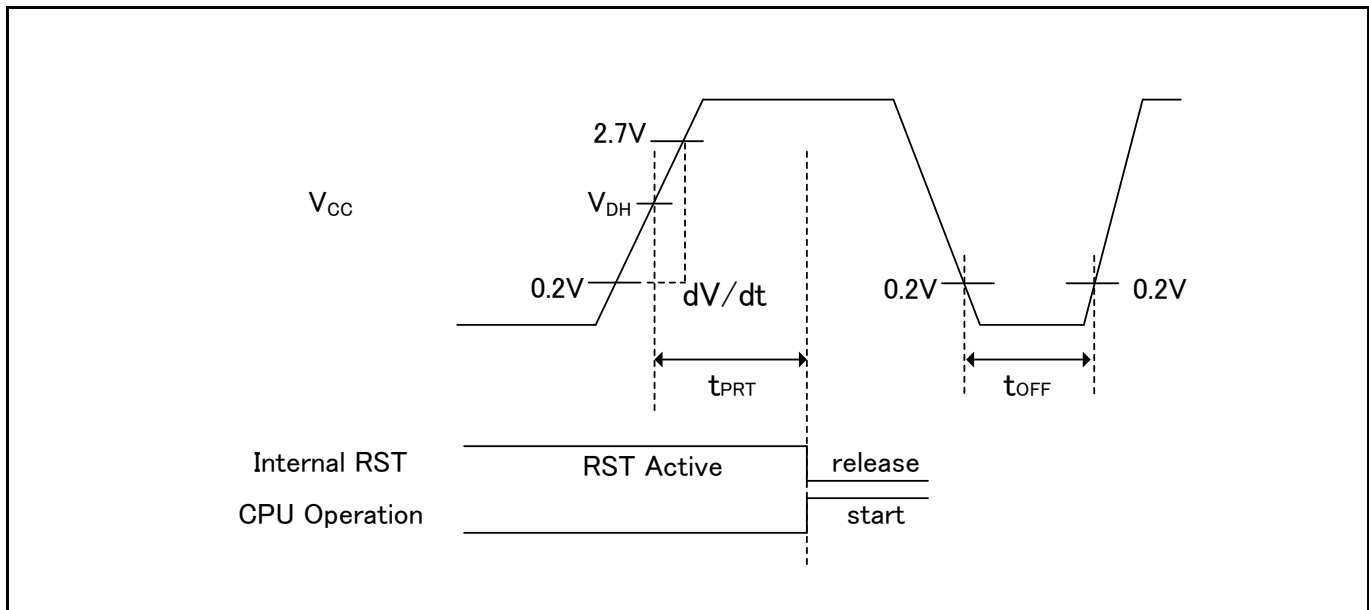 2.7V
VCC
VDH
0.2V
dV/dt
0.2V
0.2V
tPRT
tOFF
Internal RST
RST Active
release
CPU Operation
start